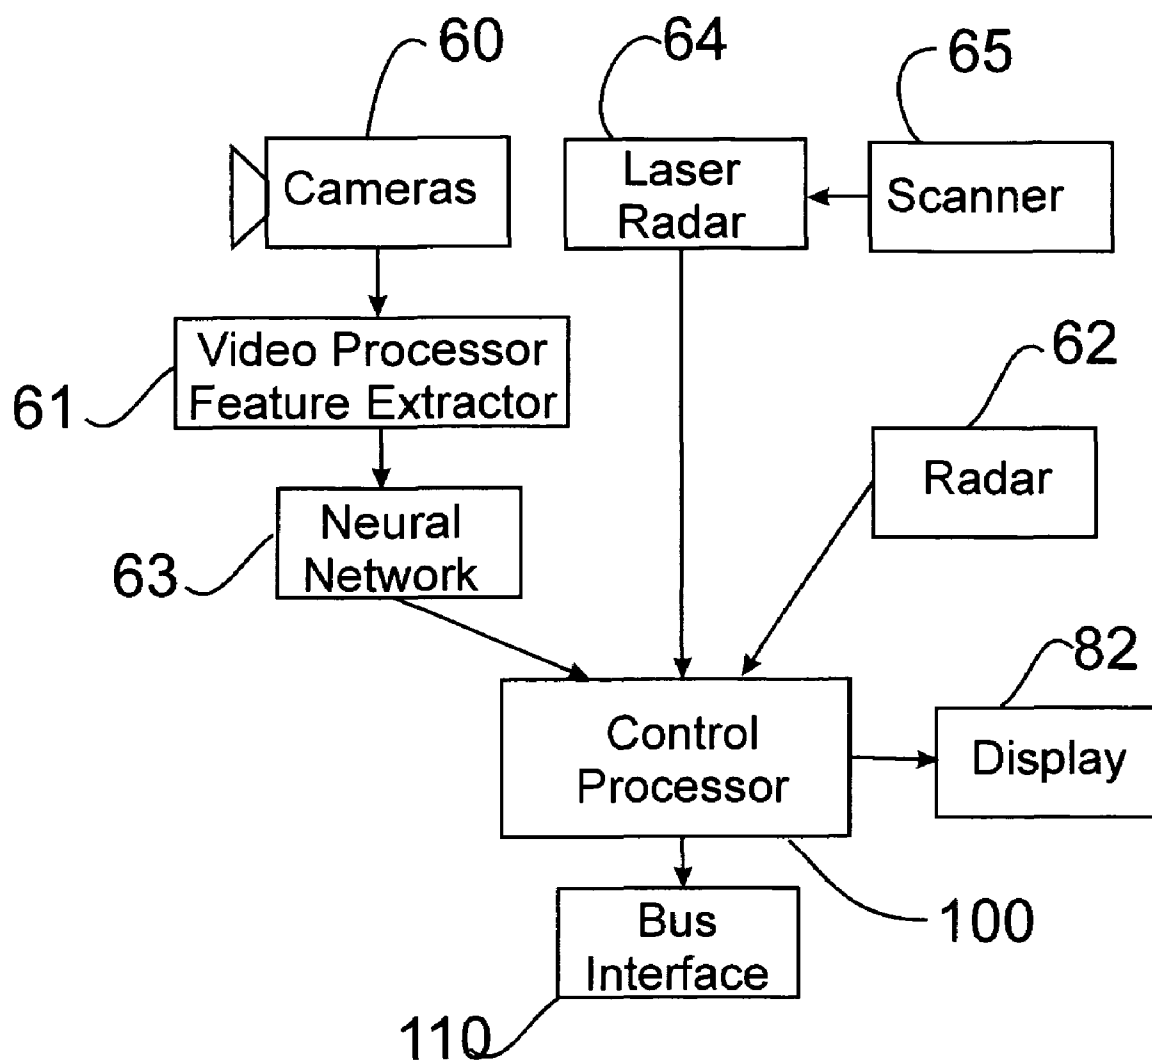 60
64
65
Cameras
Laser
Radar
Scanner
Video Processor
Feature Extractor
61
62
Radar
Neural
Network
63
82
Control
Processor
Display
100
Bus
Interface
110